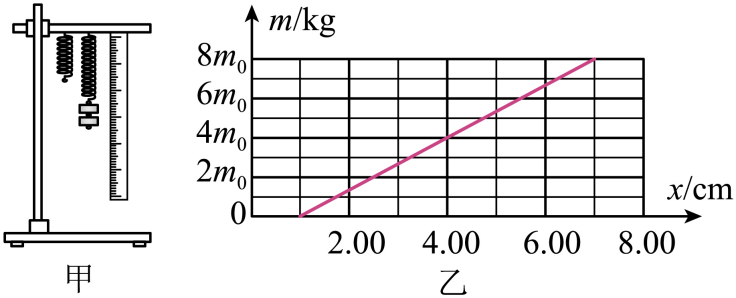 m/kg
8m₀
6m₀
4m₀
2m₀
0
x/cm
2.00 4.00 6.00 8.00
甲
乙